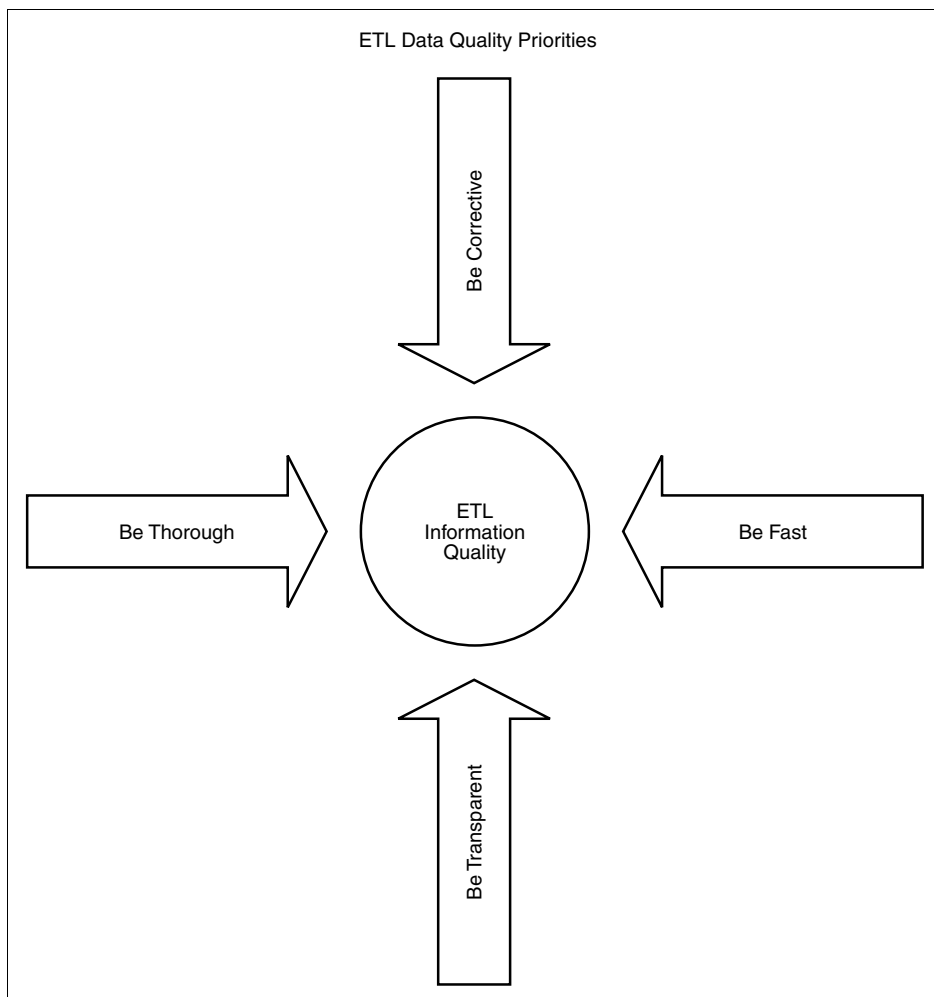 ETL Data Quality Priorities
Be Corrective
Be Thorough
ETL
Information
Quality
Be Fast
Be Transparent